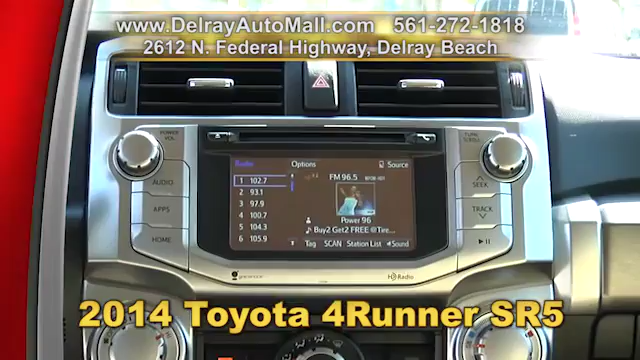 www.DelrayAutoMall.com 561-272-1818
2612 N. Federal Highway, Delray Beach
POWER VOL
TUNE SCROLL
AUDIO
APPS
HOME
SEEK
TRACK
Radio Options Source
FM 96.5
1 102.7
2 93.1
3 97.9
4 100.7
5 104.3
6 105.9
Power 96
Buy2 Get2 FREE @Tire...
Tag SCAN Station List Sound
HD Radio
2014 Toyota 4Runner SR5